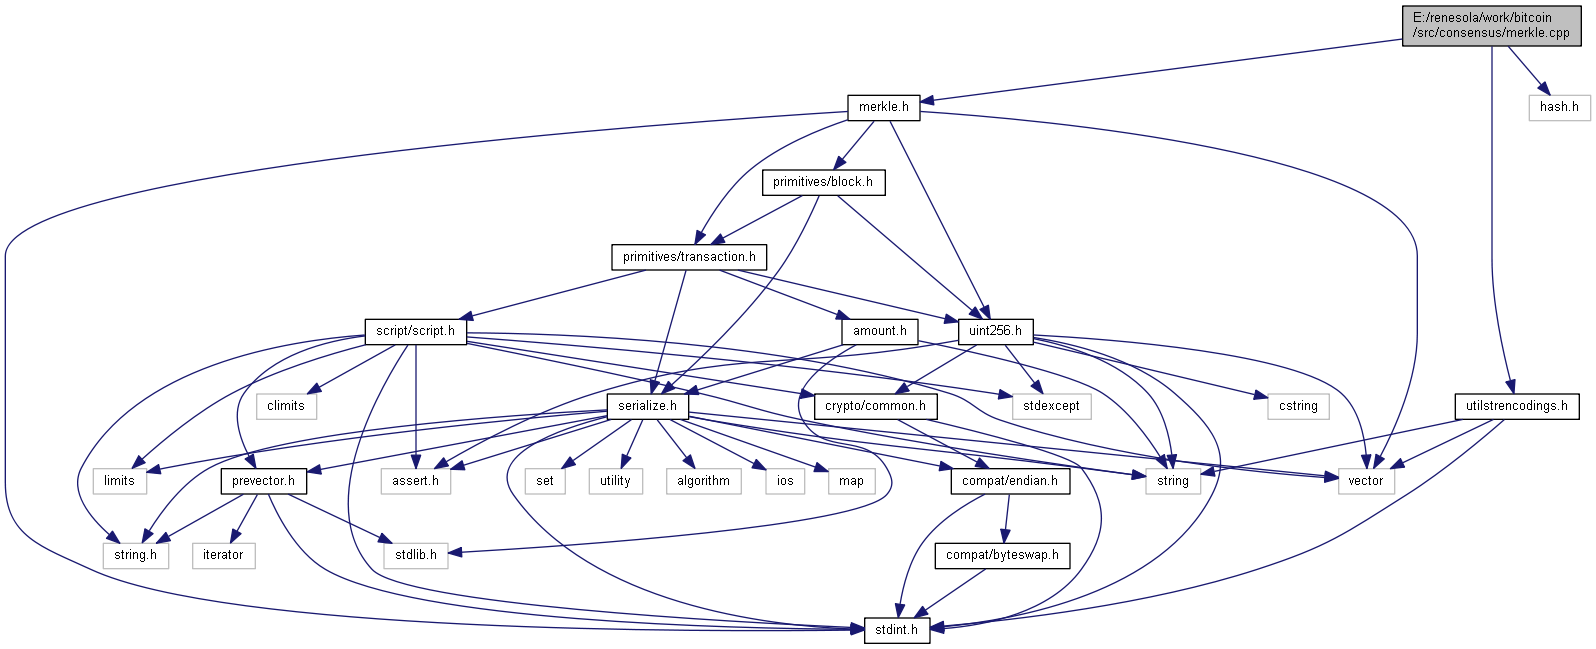 E:/renesola/work/bitcoin
/src/consensus/merkle.cpp
merkle.h
hash.h
primitives/block.h
primitives/transaction.h
script/script.h
amount.h
uint256.h
climits
serialize.h
crypto/common.h
stdexcept
cstring
utilstrencodings.h
limits
prevector.h
assert.h
set
utility
algorithm
ios
map
compat/endian.h
string
vector
string.h
iterator
stdlib.h
compat/byteswap.h
stdint.h